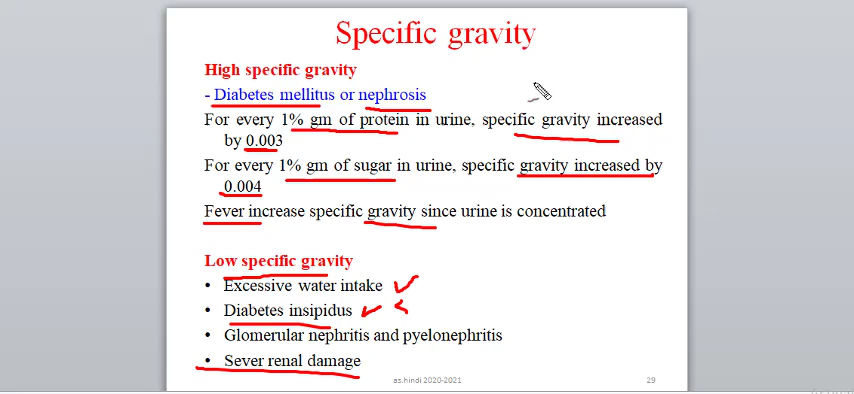 Specific gravity
High specific gravity
- Diabetes mellitus or nephrosis
For every 1% gm of protein in urine, specific gravity increased
by 0.003
For every 1% gm of sugar in urine, specific gravity increased by
0.004
Fever increase specific gravity since urine is concentrated
Low specific gravity
• Excessive water intake
• Diabetes insipidus
• Glomerular nephritis and pyelonephritis
• Sever renal damage
as.hindi 2020-2021
29